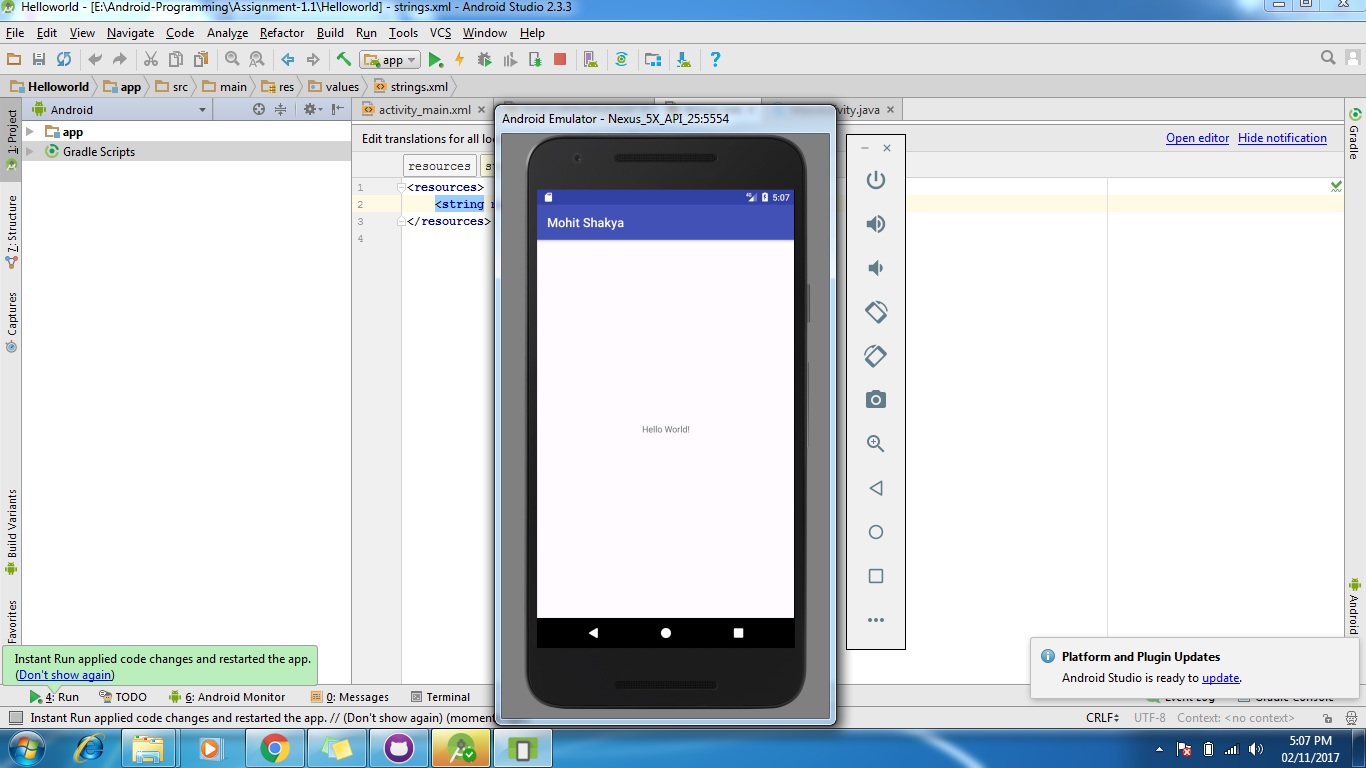 Helloworld - [E:\Android-Programming\Assignment-1.1\Helloworld] - strings.xml - Android Studio 2.3.3
File Edit View Navigate Code Analyze Refactor Build Run Tools VCS Window Help
app
Helloworld app src main res values strings.xml
Android
activity_main.xml
.java
1: Project
7: Structure
Captures
Build Variants
Favorites
app
Gradle Scripts
Edit translations for all
Open editor Hide notification
resources
1 <resources>
2 <string
3 </resources>
4
Android Emulator - Nexus_5X_API_25:5554
5:07
Mohit Shakya
Hello World!
Gradle
Android
Instant Run applied code changes and restarted the app.
(Don't show again)
Platform and Plugin Updates
Android Studio is ready to update.
4: Run TODO 6: Android Monitor 0: Messages Terminal Event Log Gradle Console
Instant Run applied code changes and restarted the app. // (Don't show again) (momen
CRLF UTF-8 Context: <no context>
5:07 PM
02/11/2017